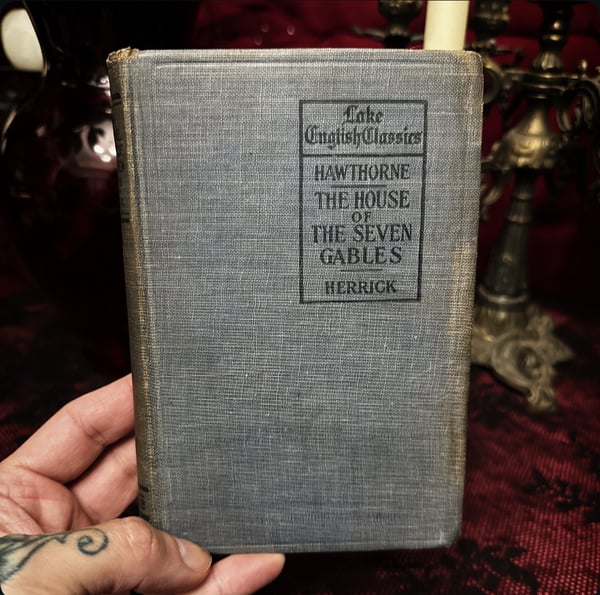 Lake
English Classics
HAWTHORNE
THE HOUSE
OF
THE SEVEN
GABLES
HERRICK